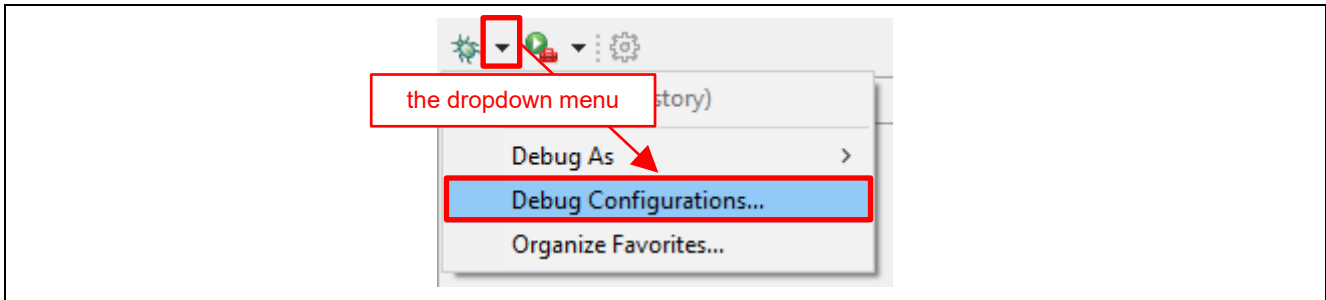 the dropdown menu
story)
Debug As
Debug Configurations...
Organize Favorites...